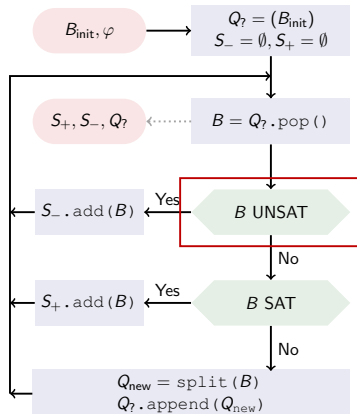 B_init, φ
Q_? = (B_init)
S_- = ∅, S_+ = ∅
S_+, S_-, Q_?
B = Q_?.pop()
S_-.add(B)
Yes
B UNSAT
No
S_+.add(B)
Yes
B SAT
No
Q_new = split(B)
Q_?.append(Q_new)